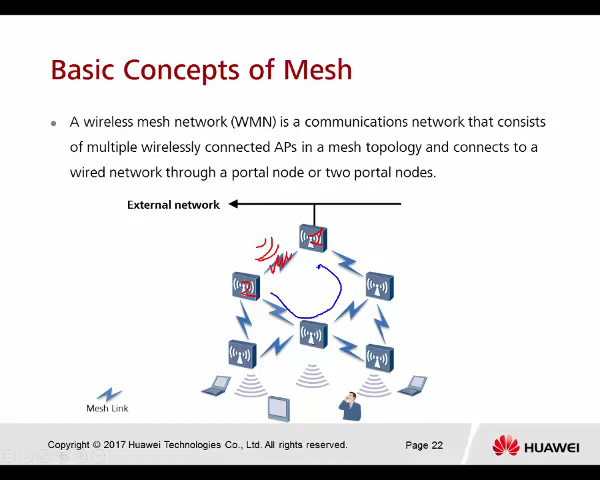 Basic Concepts of Mesh
• A wireless mesh network (WMN) is a communications network that consists
of multiple wirelessly connected APs in a mesh topology and connects to a
wired network through a portal node or two portal nodes.
External network
1
2
Mesh Link
Copyright © 2017 Huawei Technologies Co., Ltd. All rights reserved.
Page 22
HUAWEI